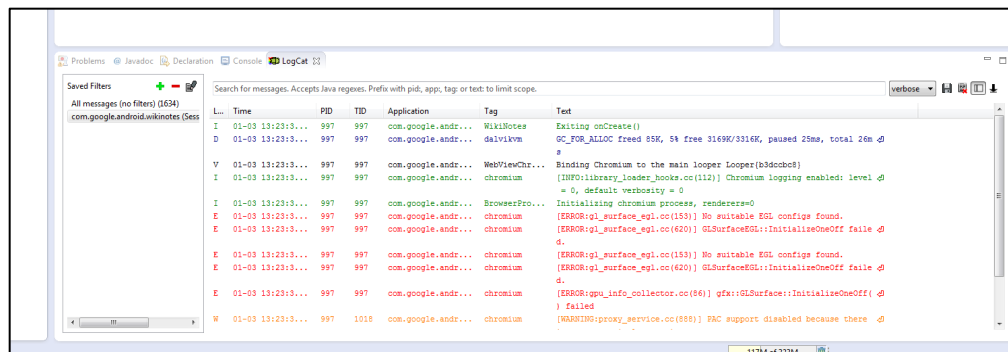 Problems @ Javadoc Declaration Console LogCat
Saved Filters
Search for messages. Accepts Java regexes. Prefix with pid:, app:, tag: or text: to limit scope.
verbose
All messages (no filters) (1634)
com.google.android.wikinotes (Sess
L... Time PID TID Application Tag Text
I 01-03 13:23:3... 997 997 com.google.andr... WikiNotes Exiting onCreate()
D 01-03 13:23:3... 997 997 com.google.andr... dalvikvm GC_FOR_ALLOC freed 85K, 5% free 3169K/3316K, paused 25ms, total 26m
s
V 01-03 13:23:3... 997 997 com.google.andr... WebViewChr... Binding Chromium to the main looper Looper{b3dccbc8}
I 01-03 13:23:3... 997 997 com.google.andr... chromium [INFO:library_loader_hooks.cc(112)] Chromium logging enabled: level
= 0, default verbosity = 0
I 01-03 13:23:3... 997 997 com.google.andr... BrowserPro... Initializing chromium process, renderers=0
E 01-03 13:23:3... 997 997 com.google.andr... chromium [ERROR:gl_surface_egl.cc(153)] No suitable EGL configs found.
E 01-03 13:23:3... 997 997 com.google.andr... chromium [ERROR:gl_surface_egl.cc(620)] GLSurfaceEGL::InitializeOneOff faile
d.
E 01-03 13:23:3... 997 997 com.google.andr... chromium [ERROR:gl_surface_egl.cc(153)] No suitable EGL configs found.
E 01-03 13:23:3... 997 997 com.google.andr... chromium [ERROR:gl_surface_egl.cc(620)] GLSurfaceEGL::InitializeOneOff faile
d.
E 01-03 13:23:3... 997 997 com.google.andr... chromium [ERROR:gpu_info_collector.cc(86)] gfx::GLSurface::InitializeOneOff(
) failed
W 01-03 13:23:3... 997 1018 com.google.andr... chromium [WARNING:proxy_service.cc(888)] PAC support disabled because there
117M of 223M